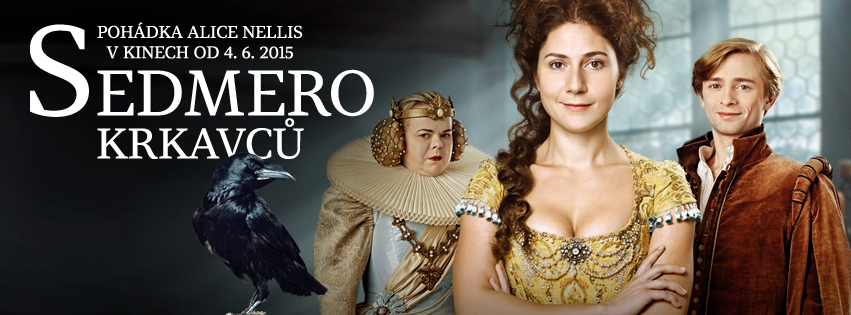 POHÁDKA ALICE NELLIS
V KINECH OD 4. 6. 2015
SEDMERO
KRKAVCŮ